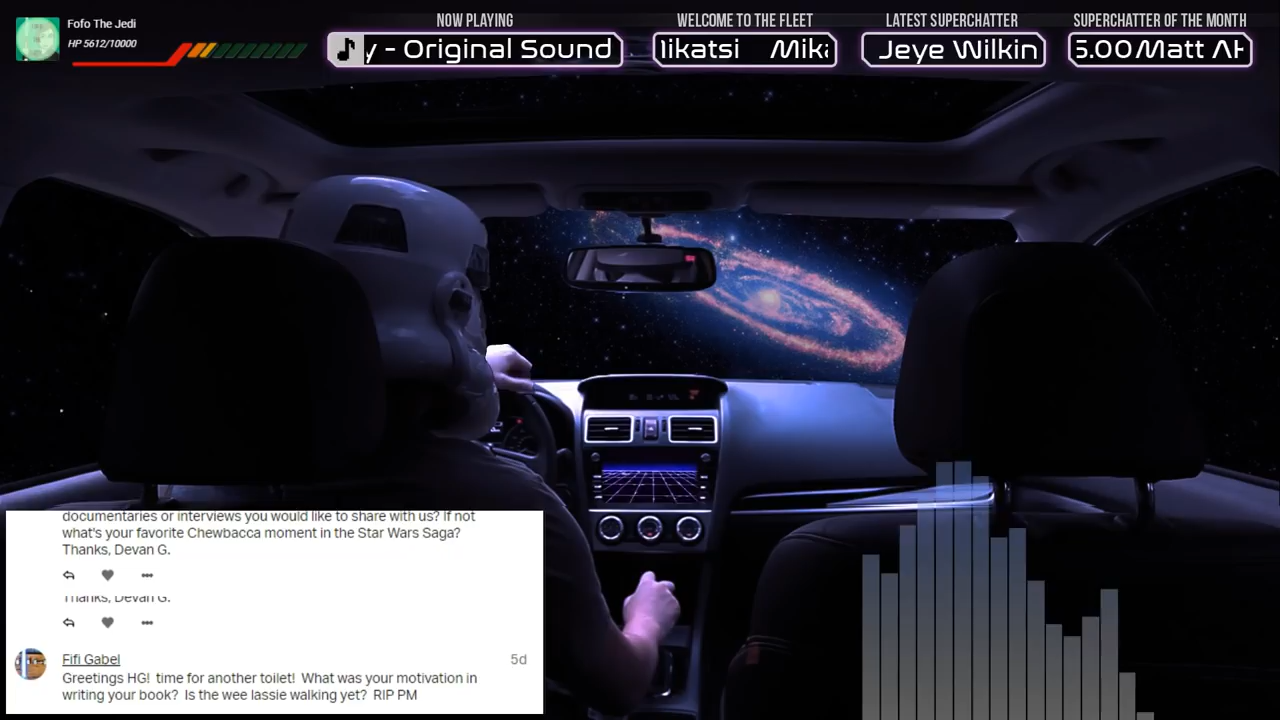 Fofo The Jedi
HP 5612/10000
NOW PLAYING
y - Original Sound
WELCOME TO THE FLEET
likatsi Mika
LATEST SUPERCHATTER
Jeye Wilkin
SUPERCHATTER OF THE MONTH
5.00 Matt AH
documentaries or interviews you would like to share with us? If not
what's your favorite Chewbacca moment in the Star Wars Saga?
Thanks, Devan G.
Thanks, Devan G.
Fifi Gabel
5d
Greetings HG! time for another toilet! What was your motivation in
writing your book? Is the wee lassie walking yet? RIP PM